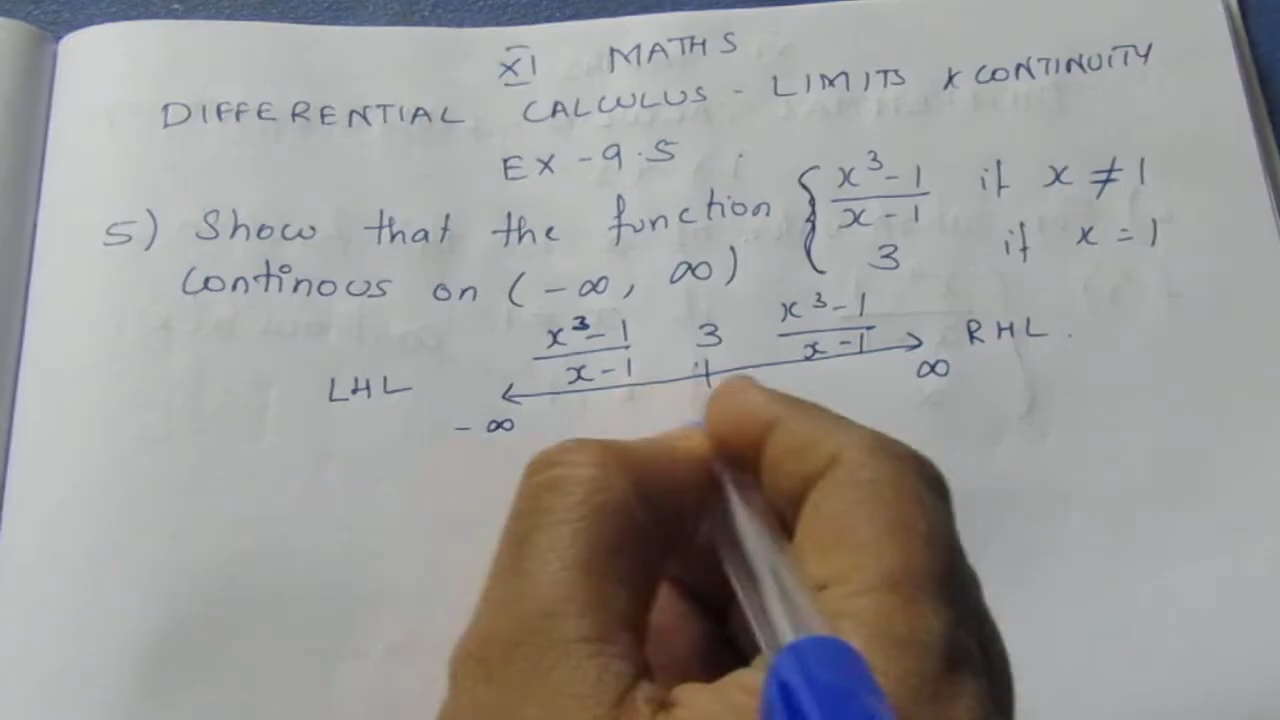 XI MATHS
DIFFERENTIAL CALCULUS - LIMITS & CONTINUITY
EX - 9.5
5) Show that the function { x³-1/x-1 if x ≠ 1
continous on (-∞, ∞) 3 if x = 1
x³-1/x-1 3 x³-1/x-1 RHL.
LHL -∞ 1 ∞